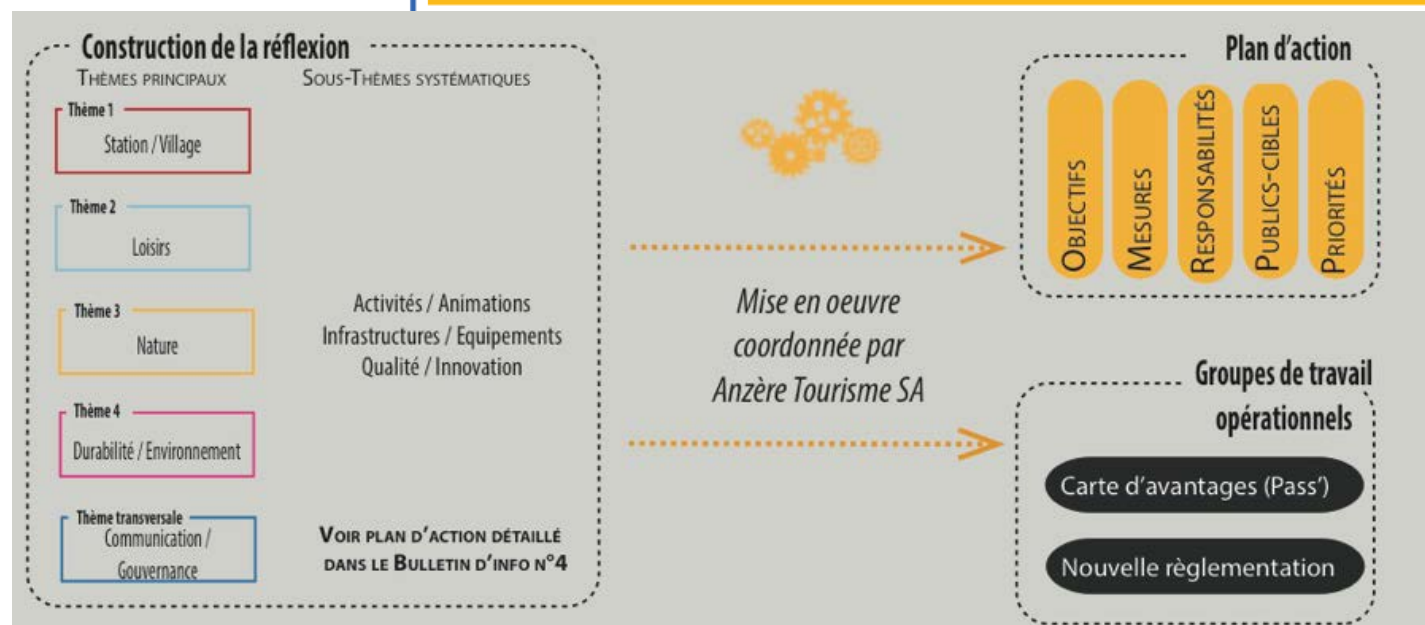 Construction de la réflexion
THÈMES PRINCIPAUX
SOUS-THÈMES SYSTÉMATIQUES
Thème 1
Station / Village
Thème 2
Loisirs
Thème 3
Nature
Thème 4
Durabilité / Environnement
Thème transversale
Communication /
Gouvernance
Activités / Animations
Infrastructures / Equipements
Qualité / Innovation
VOIR PLAN D'ACTION DÉTAILLÉ
DANS LE BULLETIN D'INFO N°4
Mise en oeuvre
coordonnée par
Anzère Tourisme SA
Plan d'action
OBJECTIFS
MESURES
RESPONSABILITÉS
PUBLICS-CIBLES
PRIORITÉS
Groupes de travail
opérationnels
Carte d'avantages (Pass')
Nouvelle règlementation